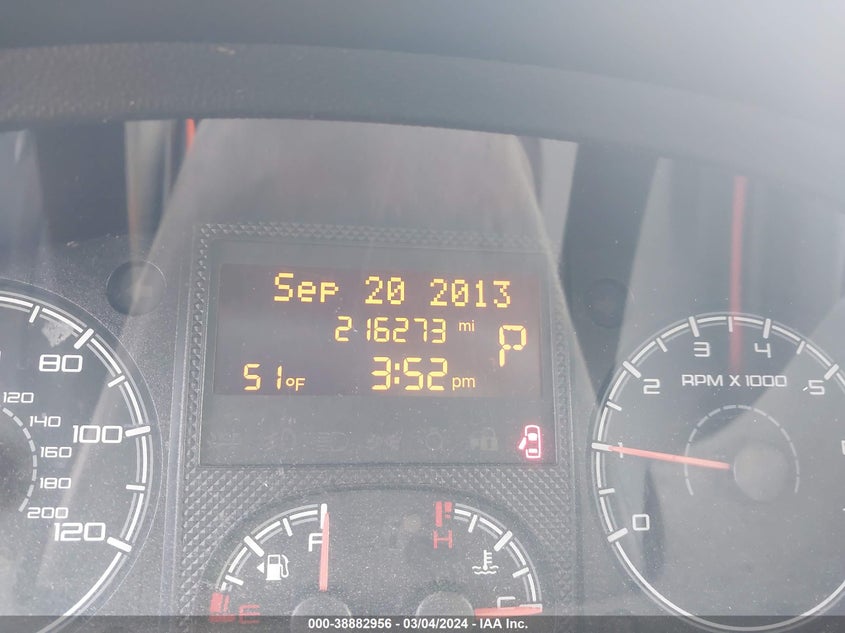 Sep 20 2013
216273 mi
P
51°F
3:52 pm
80
100
120
120
140
160
180
200
F
E
H
C
0
1
2
3
4
5
RPM X 1000
000-38882956 - 03/04/2024 - IAA Inc.